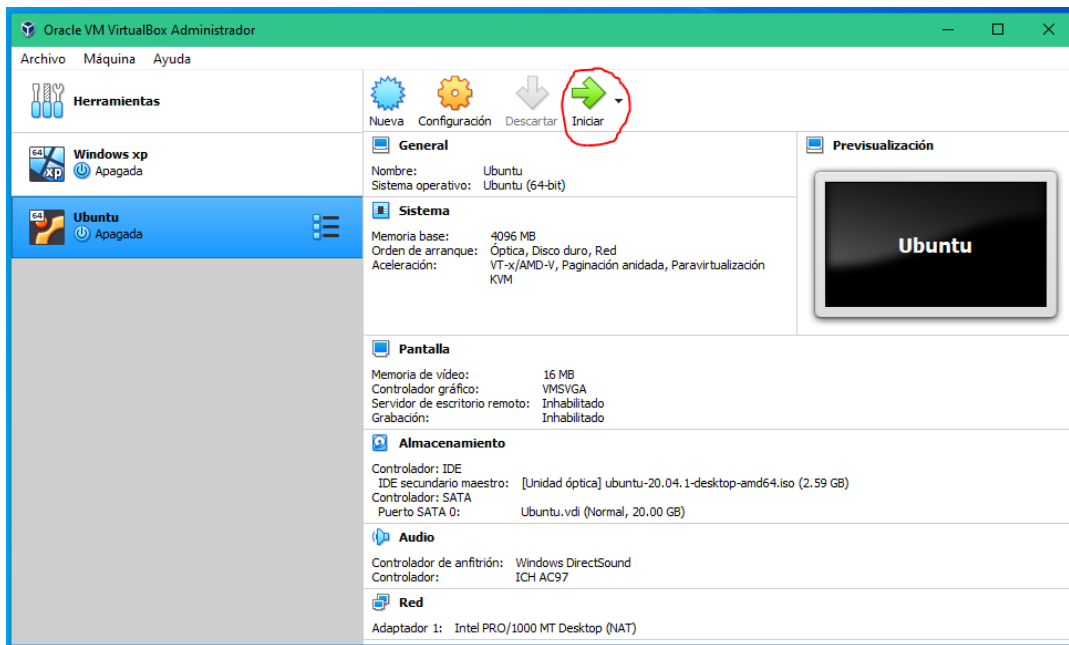 Oracle VM VirtualBox Administrador
Archivo Máquina Ayuda
Herramientas
Nueva Configuración Descartar Iniciar
64
XP
Windows xp
Apagada
64
Ubuntu
Apagada
General
Nombre: Ubuntu
Sistema operativo: Ubuntu (64-bit)
Sistema
Memoria base: 4096 MB
Orden de arranque: Óptica, Disco duro, Red
Aceleración: VT-x/AMD-V, Paginación anidada, Paravirtualización
KVM
Previsualización
Ubuntu
Pantalla
Memoria de vídeo: 16 MB
Controlador gráfico: VMSVGA
Servidor de escritorio remoto: Inhabilitado
Grabación: Inhabilitado
Almacenamiento
Controlador: IDE
IDE secundario maestro: [Unidad óptica] ubuntu-20.04.1-desktop-amd64.iso (2.59 GB)
Controlador: SATA
Puerto SATA 0: Ubuntu.vdi (Normal, 20.00 GB)
Audio
Controlador de anfitrión: Windows DirectSound
Controlador: ICH AC97
Red
Adaptador 1: Intel PRO/1000 MT Desktop (NAT)